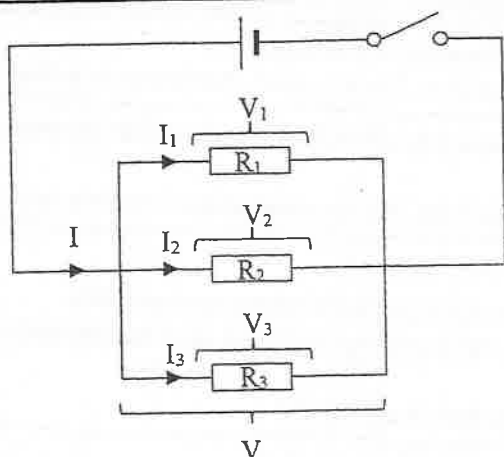 V₁
I₁
R₁
V₂
I I₂
R₂
V₃
I₃
R₃
V